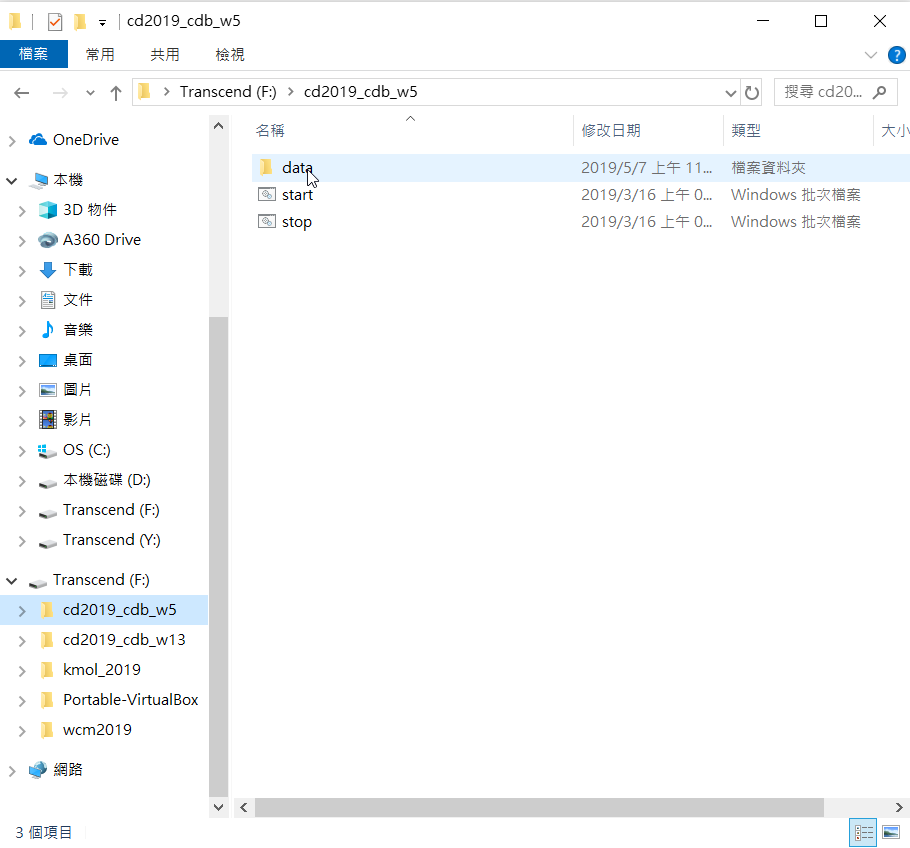 cd2019_cdb_w5
檔案 常用 共用 檢視
Transcend (F:) cd2019_cdb_w5 搜尋 cd20...
OneDrive
本機
3D 物件
A360 Drive
下載
文件
音樂
桌面
圖片
影片
OS (C:)
本機磁碟 (D:)
Transcend (F:)
Transcend (Y:)
Transcend (F:)
cd2019_cdb_w5
cd2019_cdb_w13
kmol_2019
Portable-VirtualBox
wcm2019
網路
名稱 修改日期 類型 大小
data 2019/5/7 上午 11... 檔案資料夾
start 2019/3/16 上午 0... Windows 批次檔案
stop 2019/3/16 上午 0... Windows 批次檔案
3 個項目